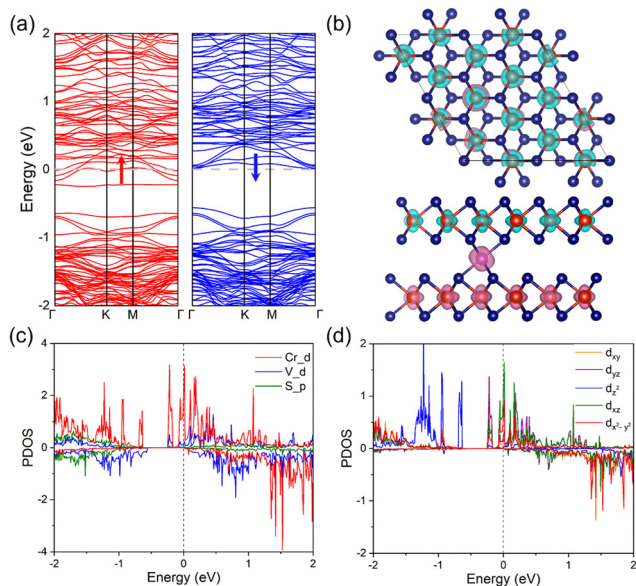 (a)
(b)
2
1
0
-1
-2
Energy (eV)
Γ K M Γ Γ K M Γ
(c)
(d)
4
2
0
-2
-4
PDOS
Cr_d
V_d
S_p
-2 -1 0 1 2
Energy (eV)
2
1
0
-1
-2
PDOS
dxy
dyz
dz²
dxz
dx²- y²
-2 -1 0 1 2
Energy (eV)